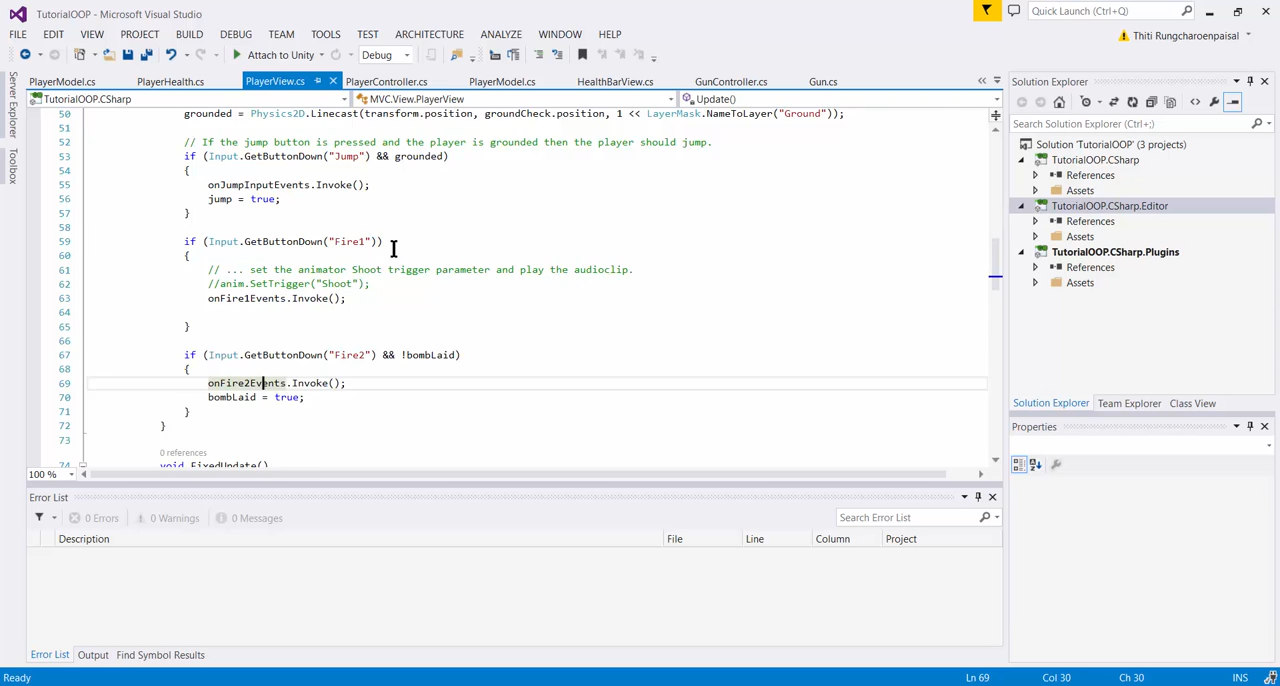 TutorialOOP - Microsoft Visual Studio
Quick Launch (Ctrl+Q)
FILE EDIT VIEW PROJECT BUILD DEBUG TEAM TOOLS TEST ARCHITECTURE ANALYZE WINDOW HELP
Thiti Rungcharoenpaisal
Attach to Unity Debug
Server Explorer
Toolbox
PlayerModel.cs PlayerHealth.cs PlayerView.cs PlayerController.cs PlayerModel.cs HealthBarView.cs GunController.cs Gun.cs
TutorialOOP.CSharp MVC.View.PlayerView Update()
50 grounded = Physics2D.Linecast(transform.position, groundCheck.position, 1 << LayerMask.NameToLayer("Ground"));
51
52 // If the jump button is pressed and the player is grounded then the player should jump.
53 if (Input.GetButtonDown("Jump") && grounded)
54 {
55 onJumpInputEvents.Invoke();
56 jump = true;
57 }
58
59 if (Input.GetButtonDown("Fire1"))
60 {
61 // ... set the animator Shoot trigger parameter and play the audioclip.
62 //anim.SetTrigger("Shoot");
63 onFire1Events.Invoke();
64
65 }
66
67 if (Input.GetButtonDown("Fire2") && !bombLaid)
68 {
69 onFire2Events.Invoke();
70 bombLaid = true;
71 }
72 }
73
0 references
74 void FixedUpdate()
100 %
Solution Explorer
Search Solution Explorer (Ctrl+;)
Solution 'TutorialOOP' (3 projects)
TutorialOOP.CSharp
References
Assets
TutorialOOP.CSharp.Editor
References
Assets
TutorialOOP.CSharp.Plugins
References
Assets
Solution Explorer Team Explorer Class View
Properties
Error List
0 Errors 0 Warnings 0 Messages
Search Error List
Description File Line Column Project
Error List Output Find Symbol Results
Ready Ln 69 Col 30 Ch 30 INS